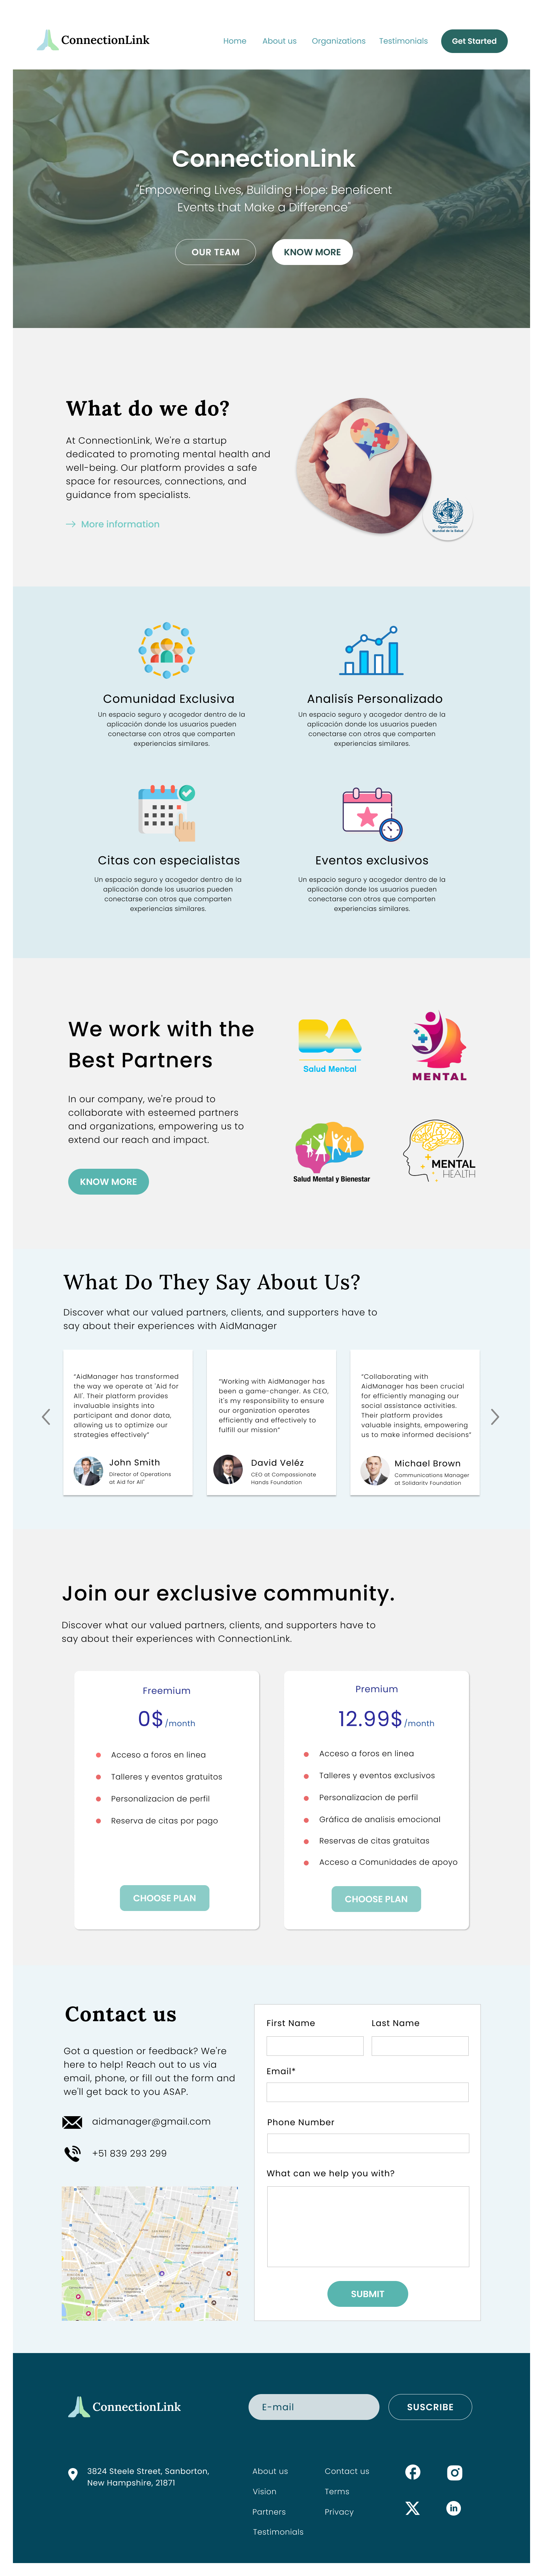 ConnectionLink
Home
About us
Organizations
Testimonials
Get Started
ConnectionLink
"Empowering Lives, Building Hope: Beneficent
Events that Make a Difference"
OUR TEAM
KNOW MORE
What do we do?
At ConnectionLink, We're a startup
dedicated to promoting mental health and
well-being. Our platform provides a safe
space for resources, connections, and
guidance from specialists.
More information
Organización
Mundial de la Salud
Comunidad Exclusiva
Un espacio seguro y acogedor dentro de la
aplicación donde los usuarios pueden
conectarse con otros que comparten
experiencias similares.
Analisís Personalizado
Un espacio seguro y acogedor dentro de la
aplicación donde los usuarios pueden
conectarse con otros que comparten
experiencias similares.
Citas con especialistas
Un espacio seguro y acogedor dentro de la
aplicación donde los usuarios pueden
conectarse con otros que comparten
experiencias similares.
Eventos exclusivos
Un espacio seguro y acogedor dentro de la
aplicación donde los usuarios pueden
conectarse con otros que comparten
experiencias similares.
We work with the
Best Partners
In our company, we're proud to
collaborate with esteemed partners
and organizations, empowering us to
extend our reach and impact.
KNOW MORE
BA
Salud Mental
MENTAL
Salud Mental y Bienestar
MENTAL
HEALTH
What Do They Say About Us?
Discover what our valued partners, clients, and supporters have to
say about their experiences with AidManager
"AidManager has transformed
the way we operate at 'Aid for
All'. Their platform provides
invaluable insights into
participant and donor data,
allowing us to optimize our
strategies effectively"
John Smith
Director of Operations
at Aid for All"
"Working with AidManager has
been a game-changer. As CEO,
it's my responsibility to ensure
our organization operates
efficiently and effectively to
fulfill our mission"
David Veléz
CEO at Compassionate
Hands Foundation
"Collaborating with
AidManager has been crucial
for efficiently managing our
social assistance activities.
Their platform provides
valuable insights, empowering
us to make informed decisions"
Michael Brown
Communications Manager
at Solidarity Foundation
Join our exclusive community.
Discover what our valued partners, clients, and supporters have to
say about their experiences with ConnectionLink.
Freemium
0$/month
Acceso a foros en linea
Talleres y eventos gratuitos
Personalizacion de perfil
Reserva de citas por pago
CHOOSE PLAN
Premium
12.99$/month
Acceso a foros en linea
Talleres y eventos exclusivos
Personalizacion de perfil
Gráfica de analisis emocional
Reservas de citas gratuitas
Acceso a Comunidades de apoyo
CHOOSE PLAN
Contact us
Got a question or feedback? We're
here to help! Reach out to us via
email, phone, or fill out the form and
we'll get back to you ASAP.
aidmanager@gmail.com
+51 839 293 299
First Name
Last Name
Email*
Phone Number
What can we help you with?
SUBMIT
ConnectionLink
E-mail
SUSCRIBE
3824 Steele Street, Sanborton,
New Hampshire, 21871
About us
Vision
Partners
Testimonials
Contact us
Terms
Privacy